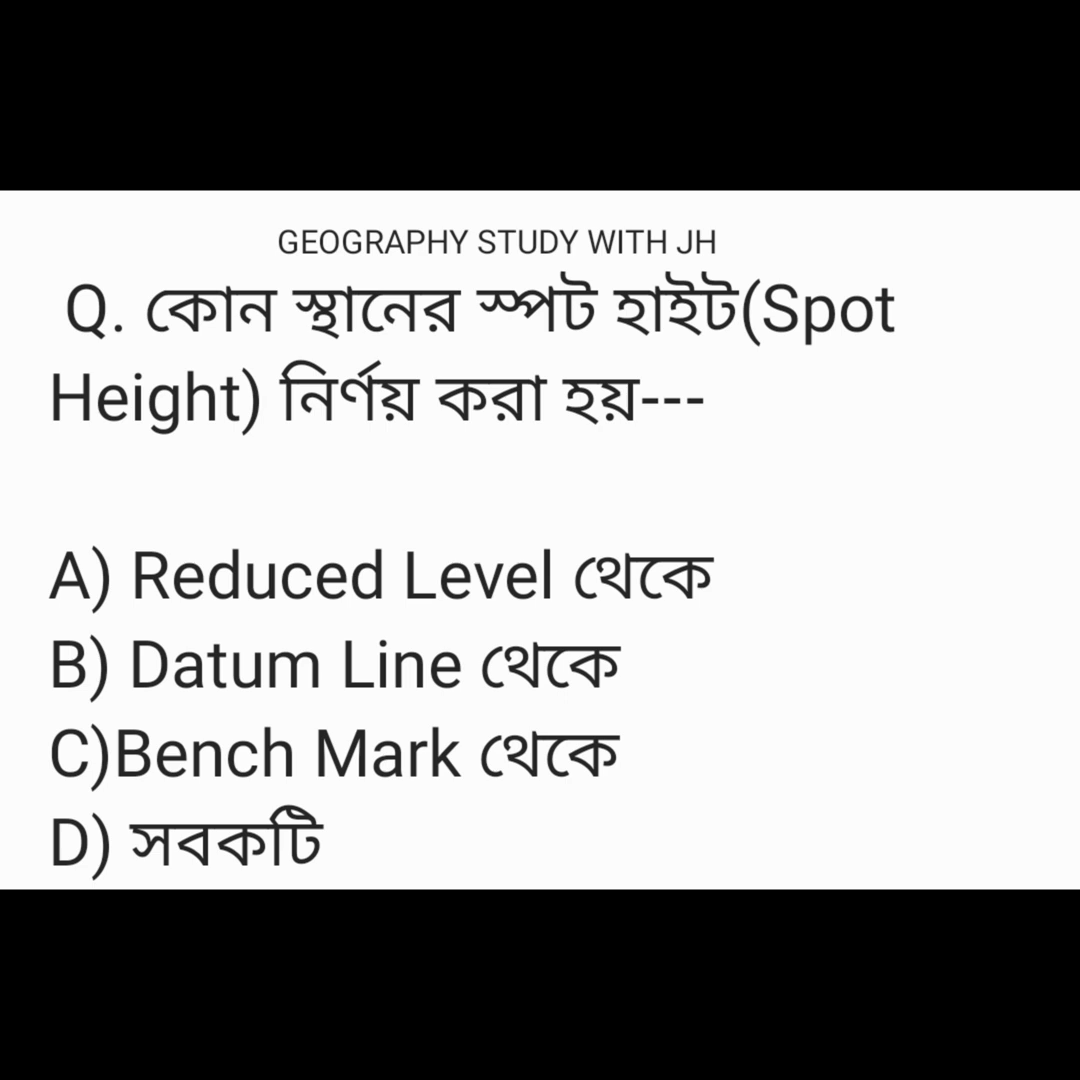 GEOGRAPHY STUDY WITH JH
Q. কোন স্থানের স্পট হাইট(Spot
Height) নির্ণয় করা হয়---
A) Reduced Level থেকে
B) Datum Line থেকে
C)Bench Mark থেকে
D) সবকটি